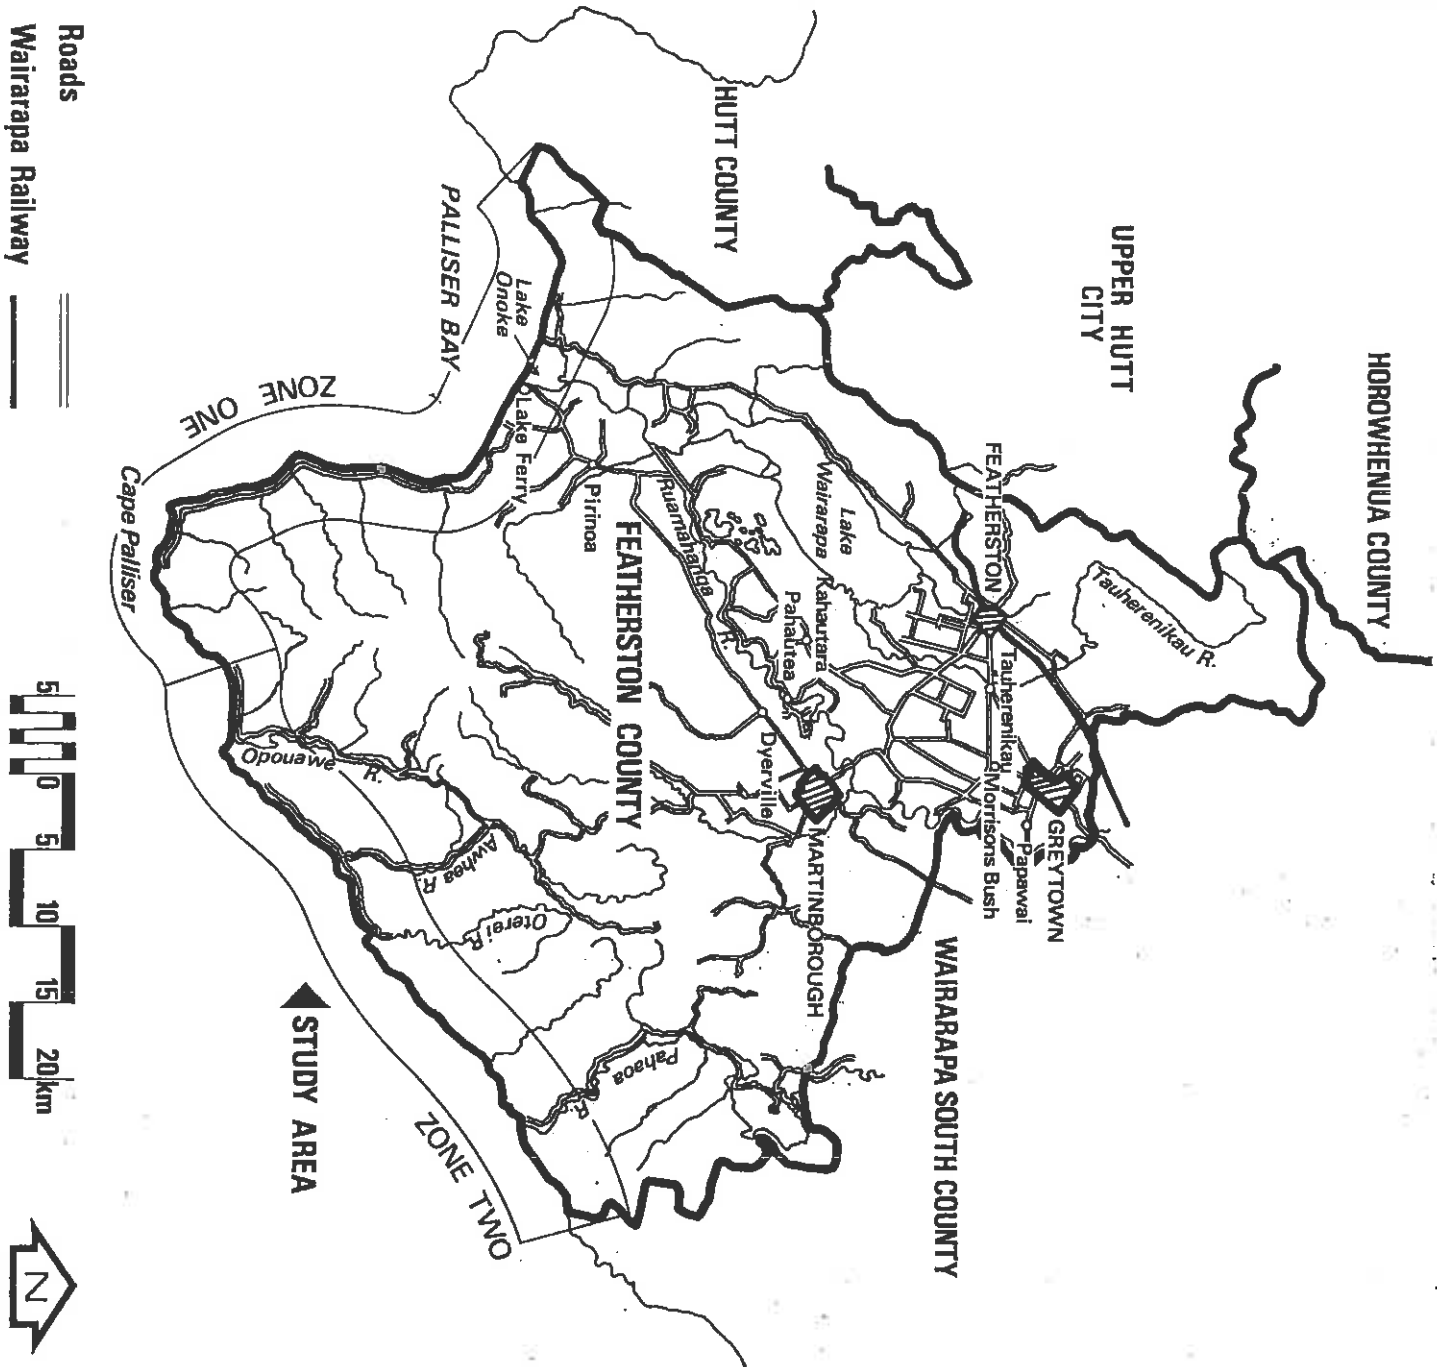 HOROWHENUA COUNTY
UPPER HUTT
CITY
HUTT COUNTY
Tauherenikau R.
FEATHERSTON
Tauherenikau
Morrisons Bush
GREYTOWN
Papawai
WAIRARAPA SOUTH COUNTY
Lake
Wairarapa
Kahautara
Pahautea
MARTINBOROUGH
Dyerville
Ruamahanga
R.
FEATHERSTON COUNTY
Pirinoa
Lake Ferry
Lake
Onoke
PALLISER BAY
ZONE ONE
Cape Palliser
Opouawe
R.
Awhea R.
Oterei R.
Pahaoa
R.
ZONE TWO
STUDY AREA
Roads
Wairarapa Railway
5 0 5 10 15 20km
N